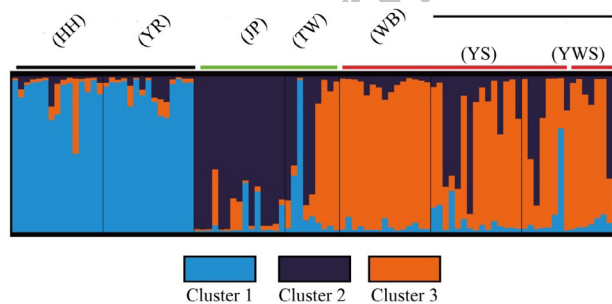 (HH) (YR) (JP) (TW) (WB)
(YS) (YWS)
Cluster 1 Cluster 2 Cluster 3